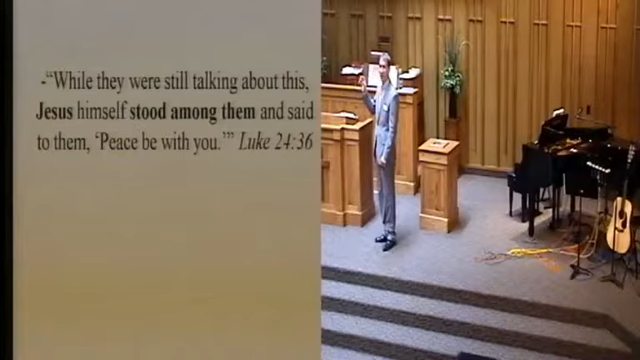 -“While they were still talking about this,
Jesus himself stood among them and said
to them, ‘Peace be with you.’” Luke 24:36